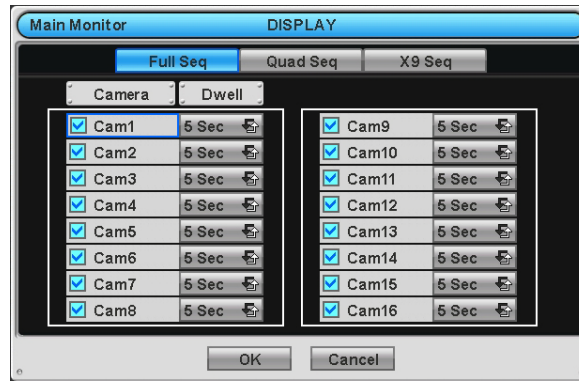 Main Monitor DISPLAY
Full Seq Quad Seq X9 Seq
Camera Dwell
Cam1 5 Sec Cam9 5 Sec
Cam2 5 Sec Cam10 5 Sec
Cam3 5 Sec Cam11 5 Sec
Cam4 5 Sec Cam12 5 Sec
Cam5 5 Sec Cam13 5 Sec
Cam6 5 Sec Cam14 5 Sec
Cam7 5 Sec Cam15 5 Sec
Cam8 5 Sec Cam16 5 Sec
OK Cancel